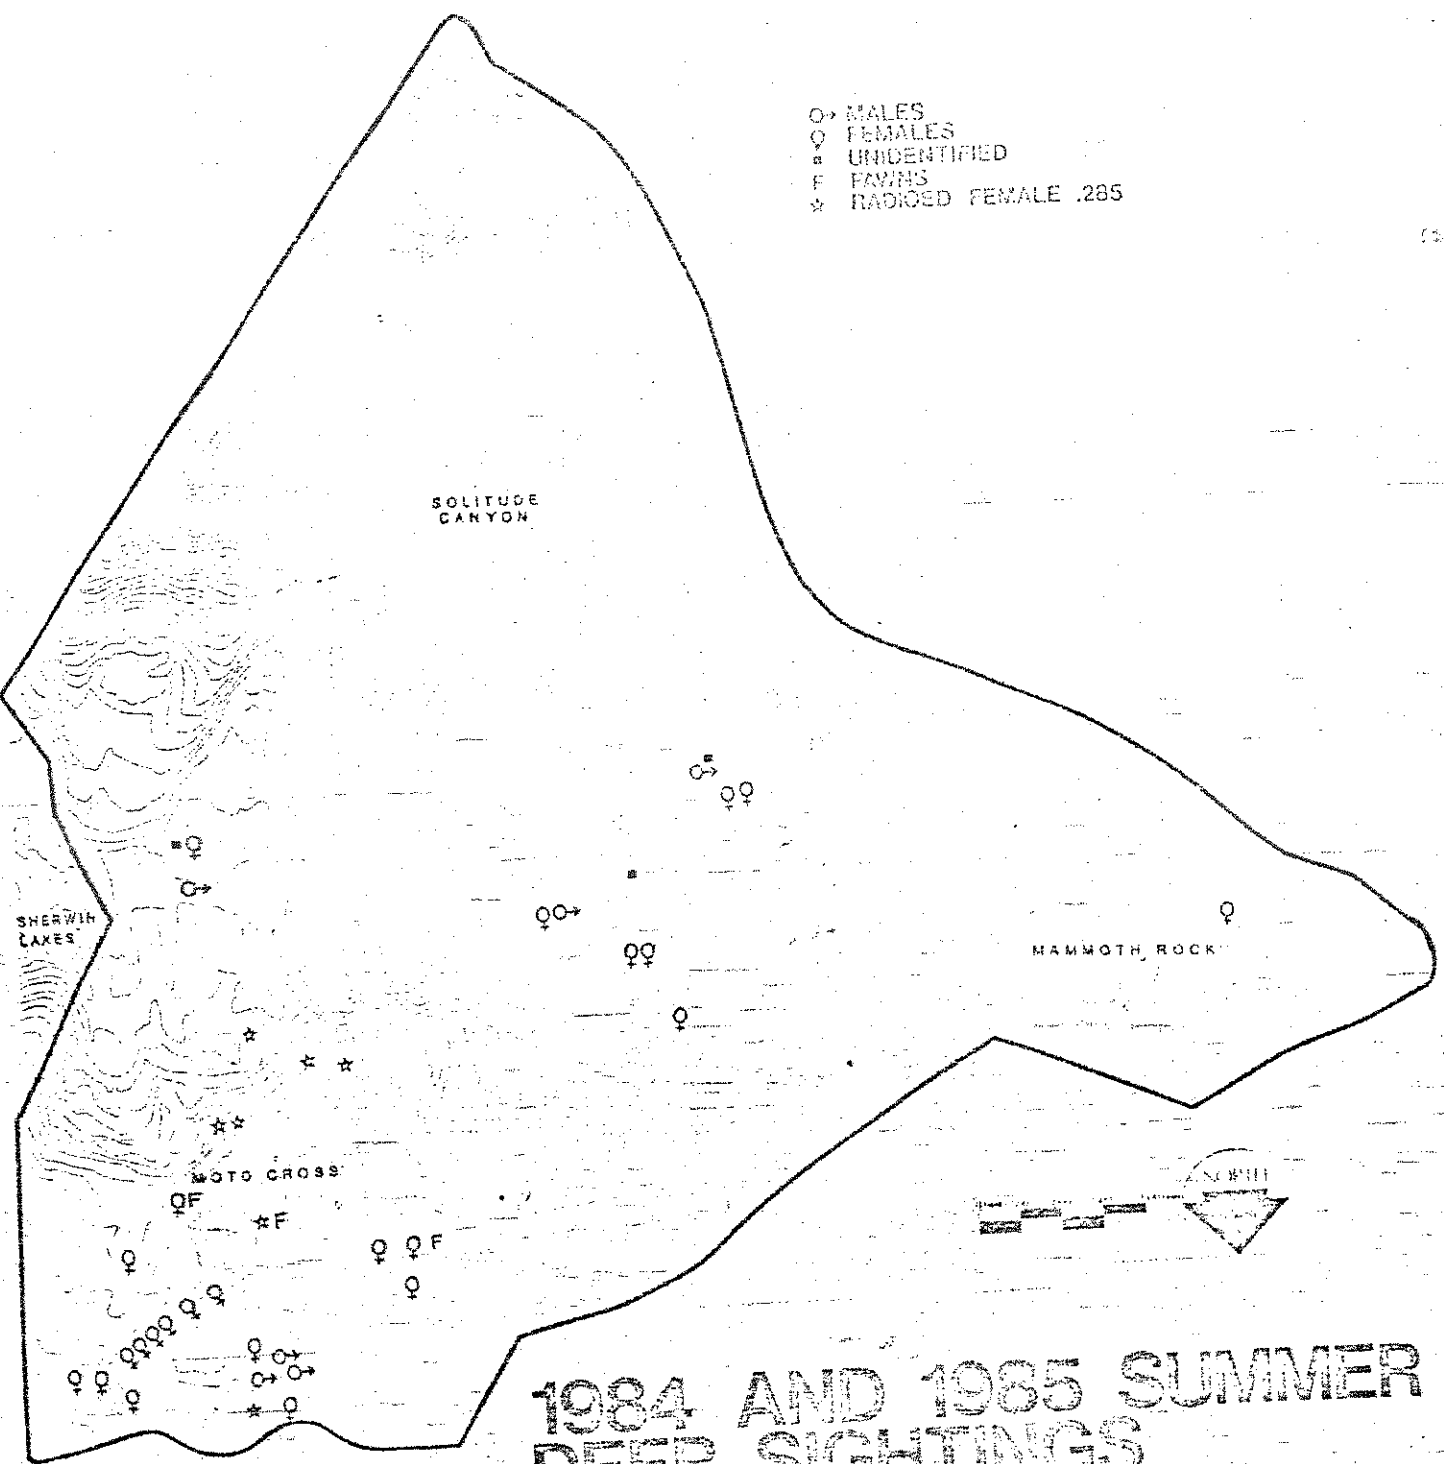 MALES
FEMALES
UNIDENTIFIED
F FAWNS
RADIOED FEMALE .285
SOLITUDE
CANYON
SHERWIN
LAKES
MAMMOTH ROCK
MOTO CROSS
F
F
F
NORTH
1984 AND 1985 SUMMER
DEER SIGHTINGS